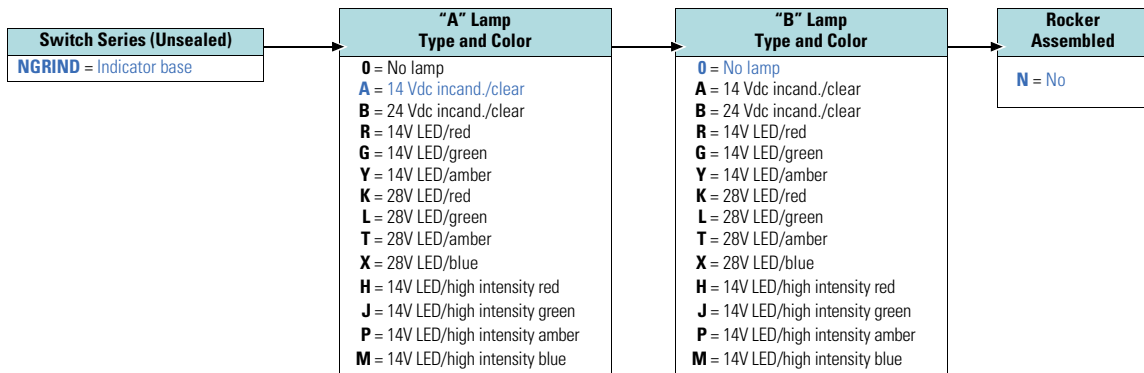 Switch Series (Unsealed)
NGRIND = Indicator base
“A” Lamp
Type and Color
0 = No lamp
A = 14 Vdc incand./clear
B = 24 Vdc incand./clear
R = 14V LED/red
G = 14V LED/green
Y = 14V LED/amber
K = 28V LED/red
L = 28V LED/green
T = 28V LED/amber
X = 28V LED/blue
H = 14V LED/high intensity red
J = 14V LED/high intensity green
P = 14V LED/high intensity amber
M = 14V LED/high intensity blue
“B” Lamp
Type and Color
0 = No lamp
A = 14 Vdc incand./clear
B = 24 Vdc incand./clear
R = 14V LED/red
G = 14V LED/green
Y = 14V LED/amber
K = 28V LED/red
L = 28V LED/green
T = 28V LED/amber
X = 28V LED/blue
H = 14V LED/high intensity red
J = 14V LED/high intensity green
P = 14V LED/high intensity amber
M = 14V LED/high intensity blue
Rocker
Assembled
N = No